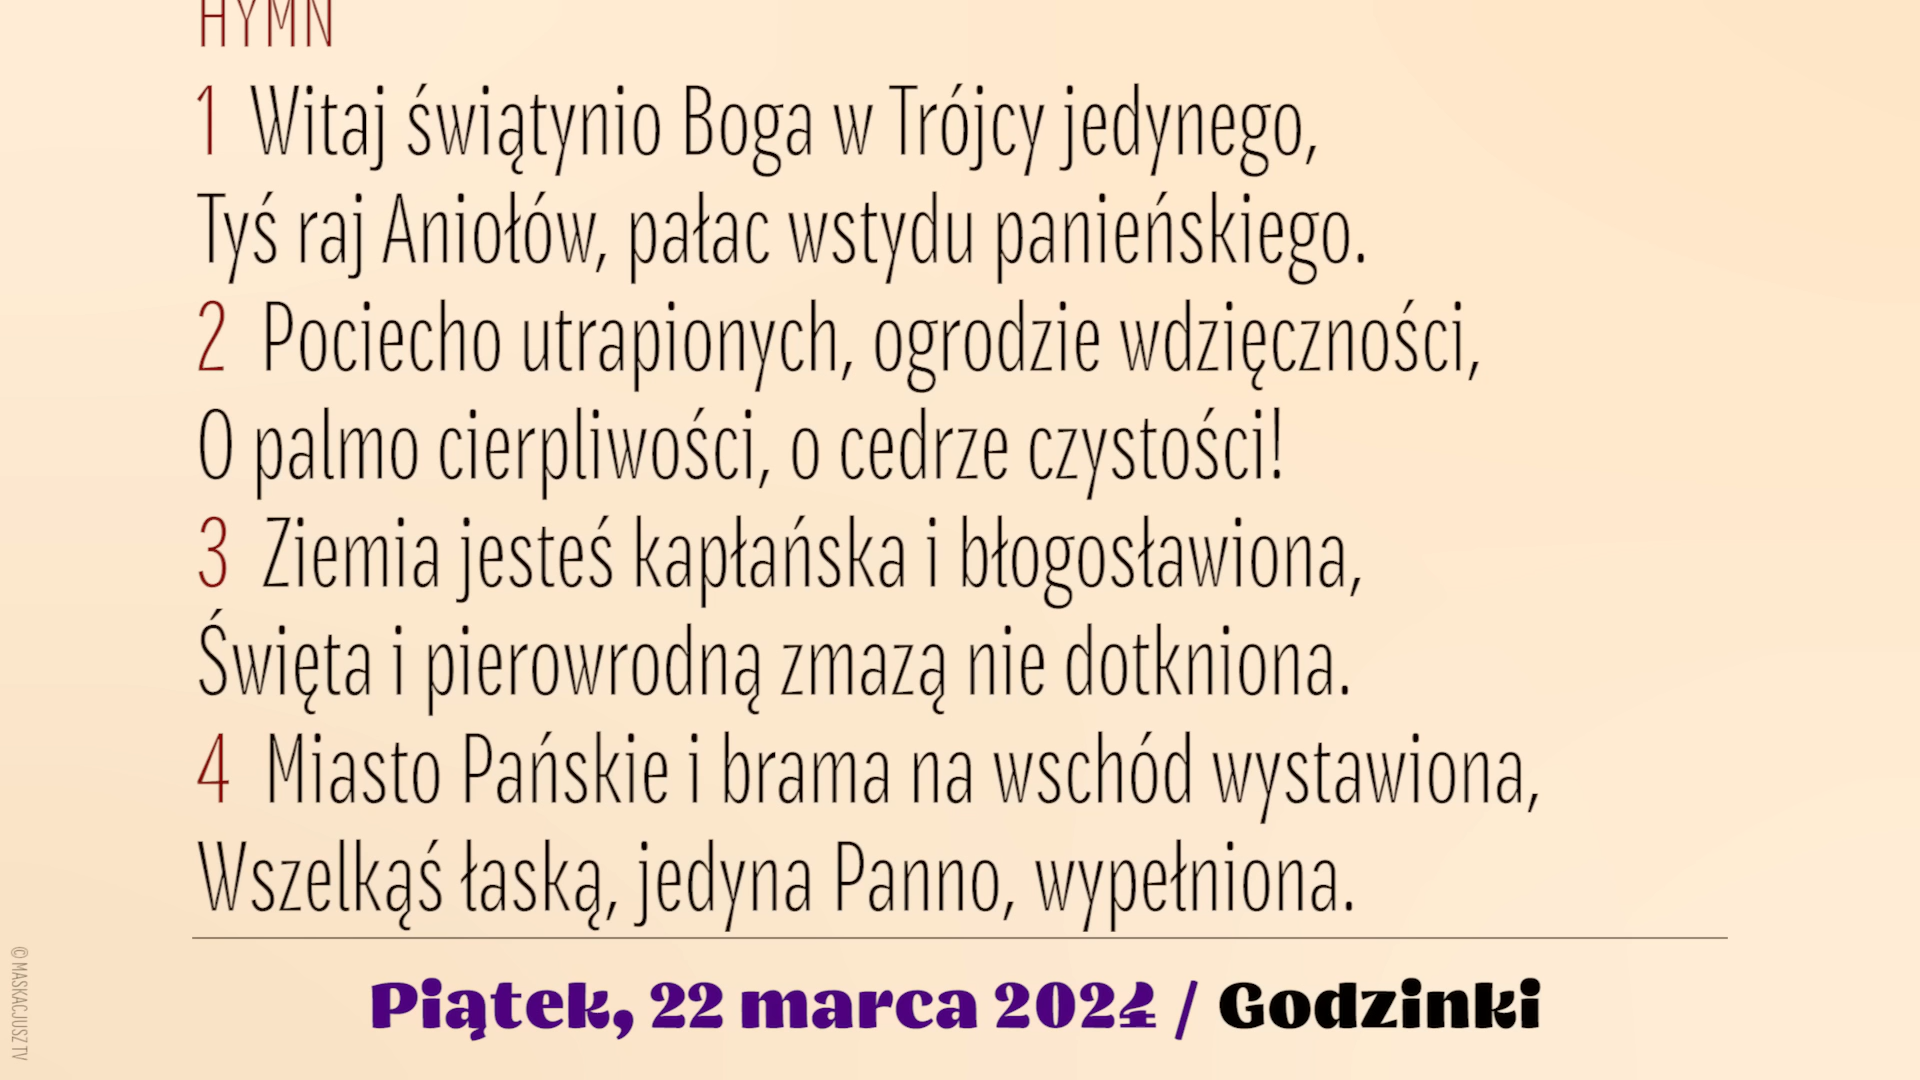 HYMN
1 Witaj świątynio Boga w Trójcy jedynego,
Tyś raj Aniołów, pałac wstydu panieńskiego.
2 Pociecho utrapionych, ogrodzie wdzięczności,
O palmo cierpliwości, o cedrze czystości!
3 Ziemia jesteś kapłańska i błogosławiona,
Święta i pierowrodną zmazą nie dotkniona.
4 Miasto Pańskie i brama na wschód wystawiona,
Wszelkąś łaską, jedyna Panno, wypełniona.
Piątek, 22 marca 2024 / Godzinki
© MASKACJUSZ TV